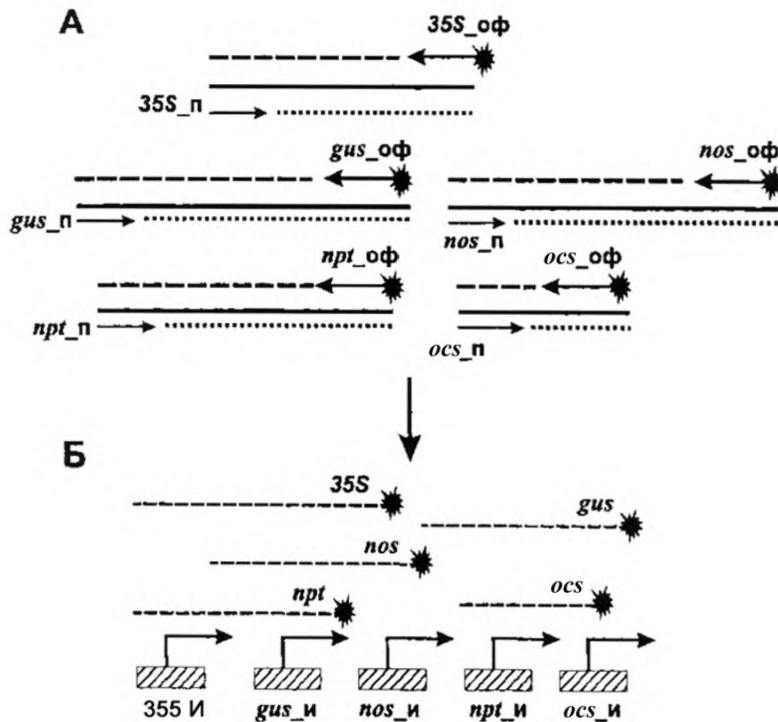 А
35S_оф
35S_п
gus_оф
nos_оф
gus_п
nos_п
npt_оф
ocs_оф
npt_п
ocs_п
Б
35S
gus
nos
npt
ocs
355 И
gus_и
nos_и
npt_и
ocs_и